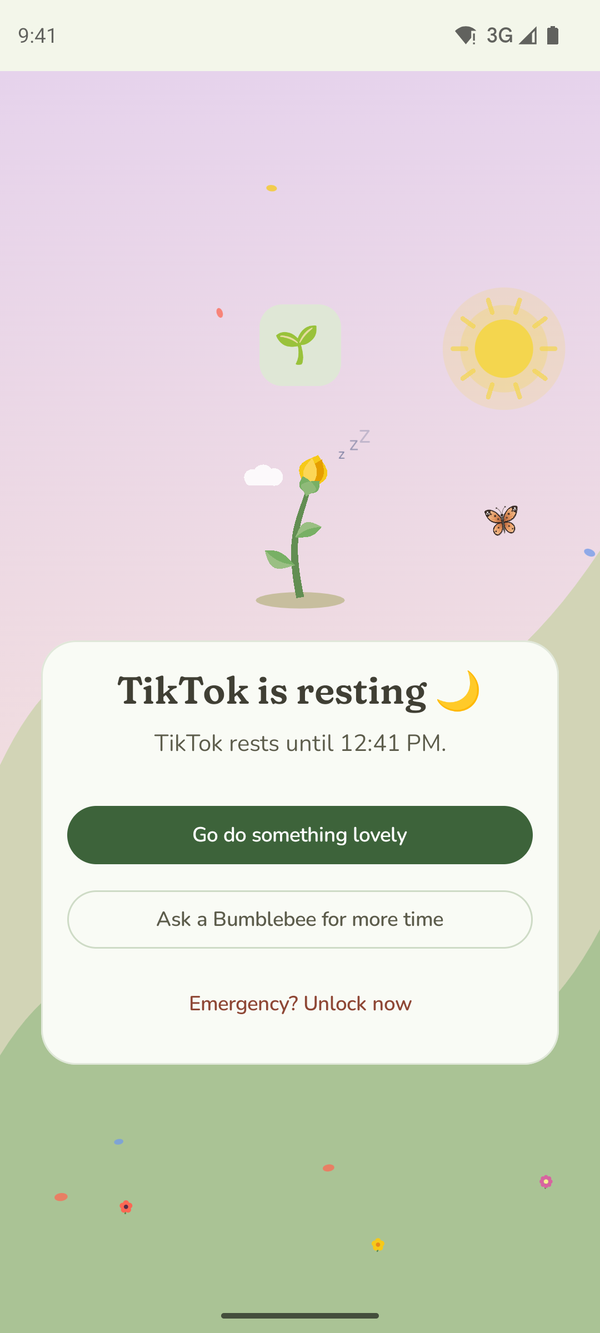 9:41
3G
z z Z
TikTok is resting 🌙
TikTok rests until 12:41 PM.
Go do something lovely
Ask a Bumblebee for more time
Emergency? Unlock now